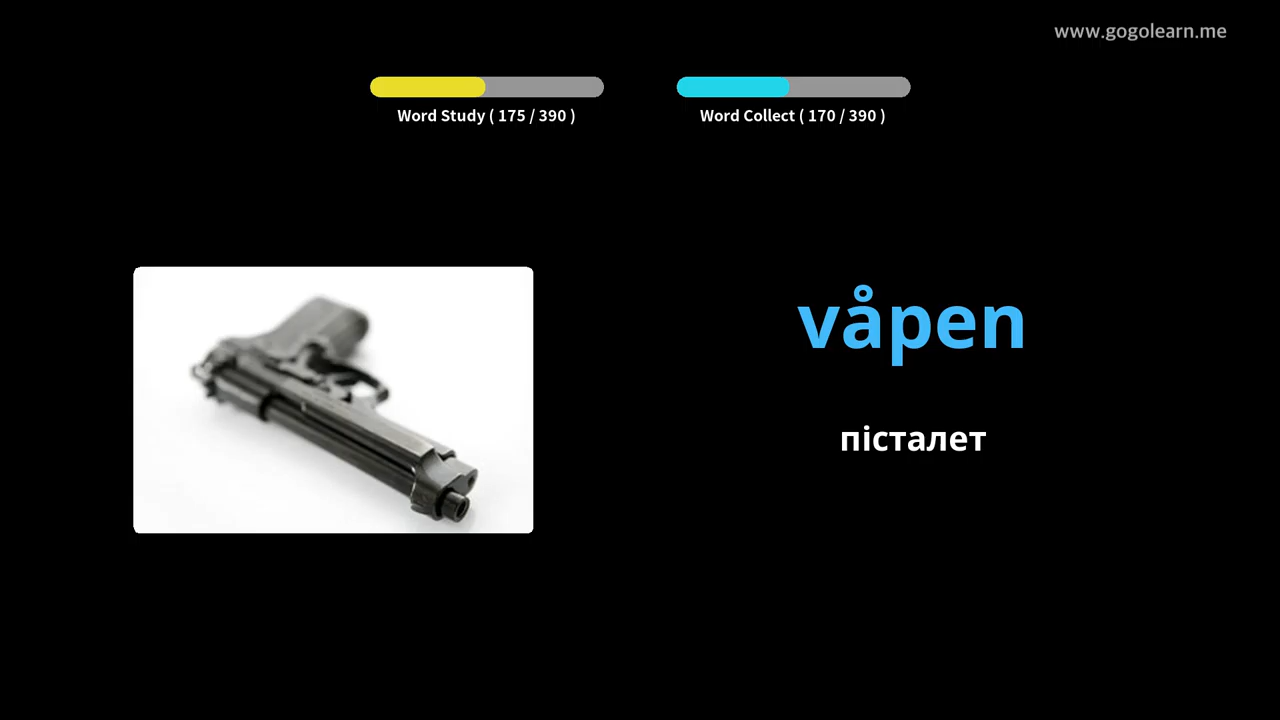 www.gogolearn.me
Word Study ( 175 / 390 )
Word Collect ( 170 / 390 )
våpen
пісталет